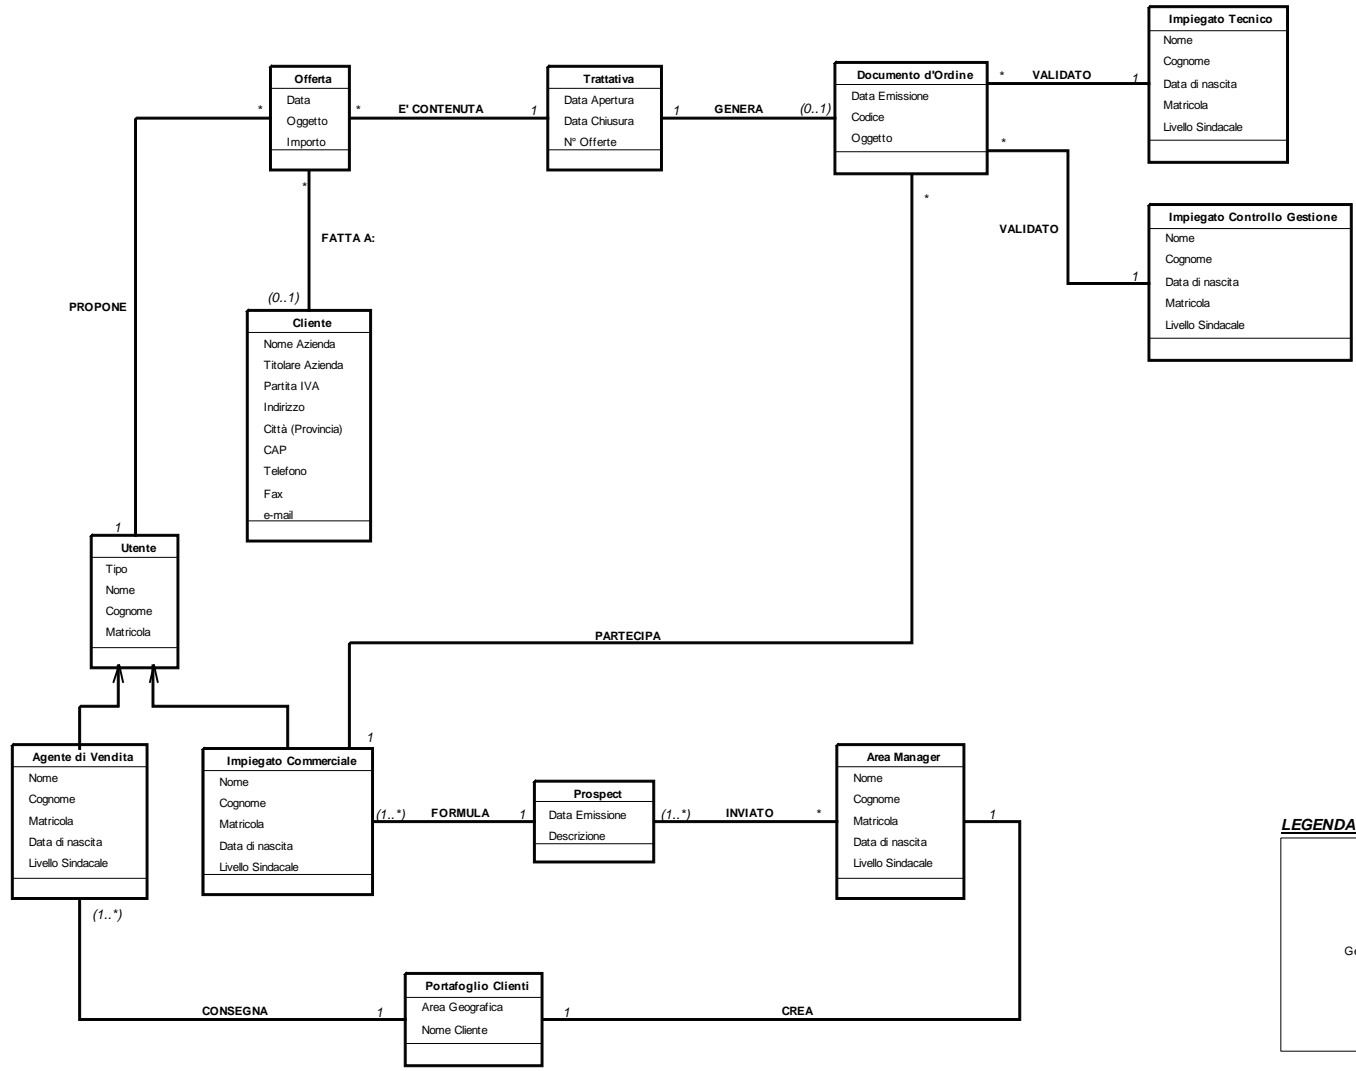 Impiegato Tecnico
Nome
Cognome
Data di nascita
Matricola
Livello Sindacale
Offerta
Data
Oggetto
Importo
Trattativa
Data Apertura
Data Chiusura
N° Offerte
Documento d'Ordine
Data Emissione
Codice
Oggetto
* E' CONTENUTA 1
1 GENERA (0..1)
* VALIDATO 1
*
VALIDATO
1
Impiegato Controllo Gestione
Nome
Cognome
Data di nascita
Matricola
Livello Sindacale
*
PROPONE
1
*
FATTA A:
(0..1)
Cliente
Nome Azienda
Titolare Azienda
Partita IVA
Indirizzo
Città (Provincia)
CAP
Telefono
Fax
e-mail
Utente
Tipo
Nome
Cognome
Matricola
*
PARTECIPA
1
Agente di Vendita
Nome
Cognome
Matricola
Data di nascita
Livello Sindacale
Impiegato Commerciale
Nome
Cognome
Matricola
Data di nascita
Livello Sindacale
(1..*) FORMULA 1
Prospect
Data Emissione
Descrizione
(1..*) INVIATO *
Area Manager
Nome
Cognome
Matricola
Data di nascita
Livello Sindacale
1
(1..*)
CONSEGNA 1
Portafoglio Clienti
Area Geografica
Nome Cliente
1 CREA
LEGENDA
Ge